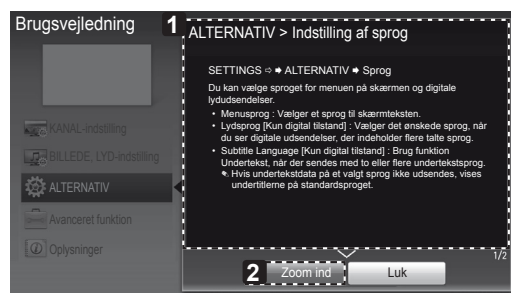 Brugsvejledning
1
ALTERNATIV > Indstilling af sprog
SETTINGS ⇨ ➧ ALTERNATIV ➧ Sprog
Du kan vælge sproget for menuen på skærmen og digitale
lydudsendelser.
• Menusprog : Vælger et sprog til skærmteksten.
• Lydsprog [Kun digital tilstand] : Vælger det ønskede sprog, når
du ser digitale udsendelser, der indeholder flere talte sprog.
• Subtitle Language [Kun digital tilstand] : Brug funktion
Undertekst, når der sendes med to eller flere undertekstsprog.
✎ Hvis undertekstdata på et valgt sprog ikke udsendes, vises
undertitlerne på standardsproget.
KANAL-indstilling
BILLEDE, LYD-indstilling
ALTERNATIV
Avanceret funktion
Oplysninger
1/2
2
Zoom ind
Luk